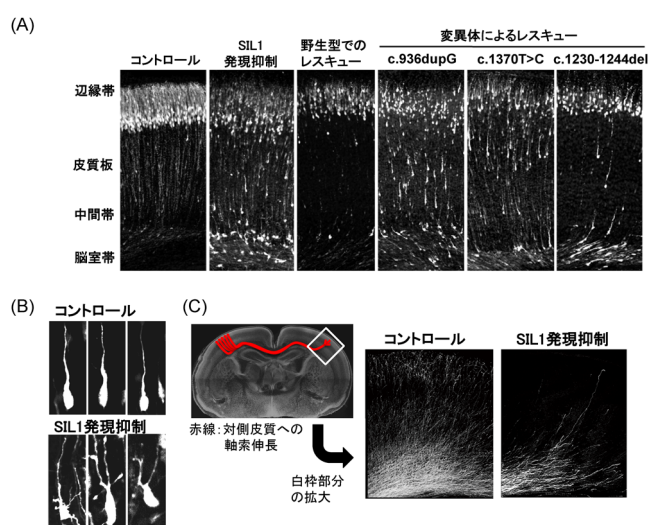 (A)
コントロール
SIL1
発現抑制
野生型での
レスキュー
変異体によるレスキュー
c.936dupG
c.1370T>C
c.1230-1244del
辺縁帯
皮質板
中間帯
脳室帯
(B)
コントロール
SIL1発現抑制
(C)
赤線：対側皮質への
軸索伸長
白枠部分
の拡大
コントロール
SIL1発現抑制